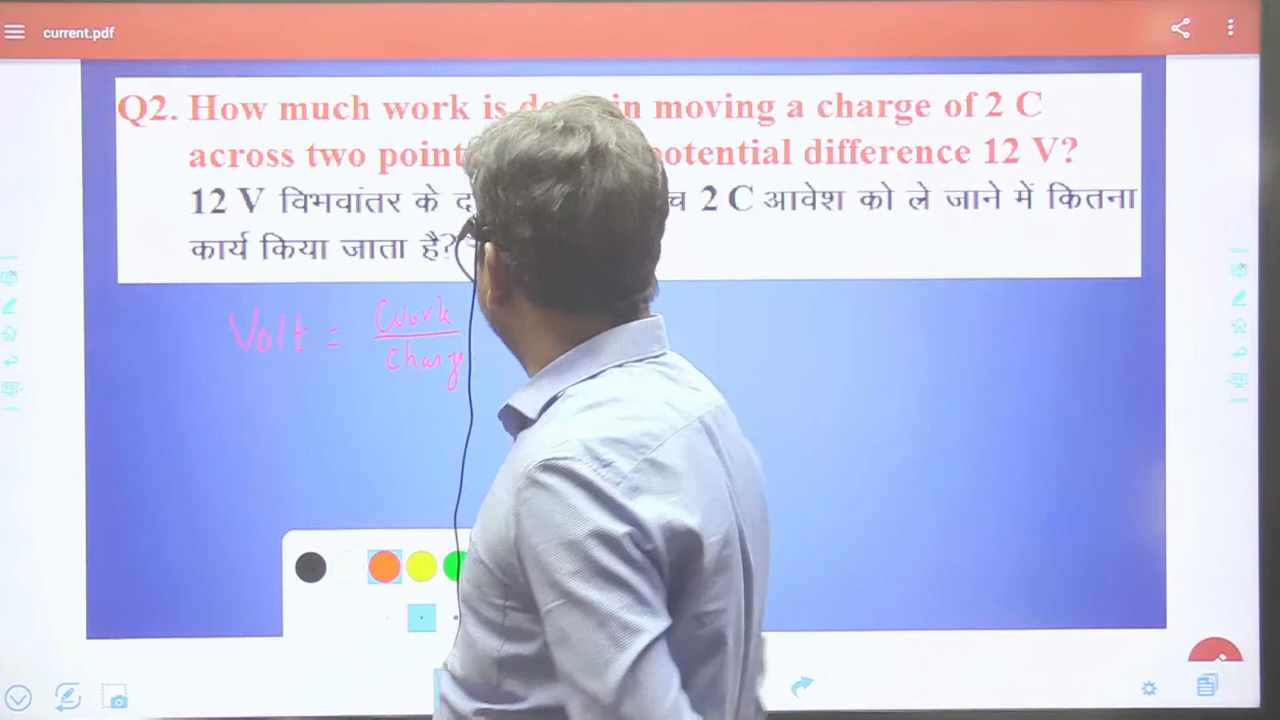 current.pdf
Q2. How much work is in moving a charge of 2 C
across two potential difference 12 V?
12 V विभवांतर के 2 C आवेश को ले जाने में कितना
कार्य किया जाता है?
Volt = Work
Charge